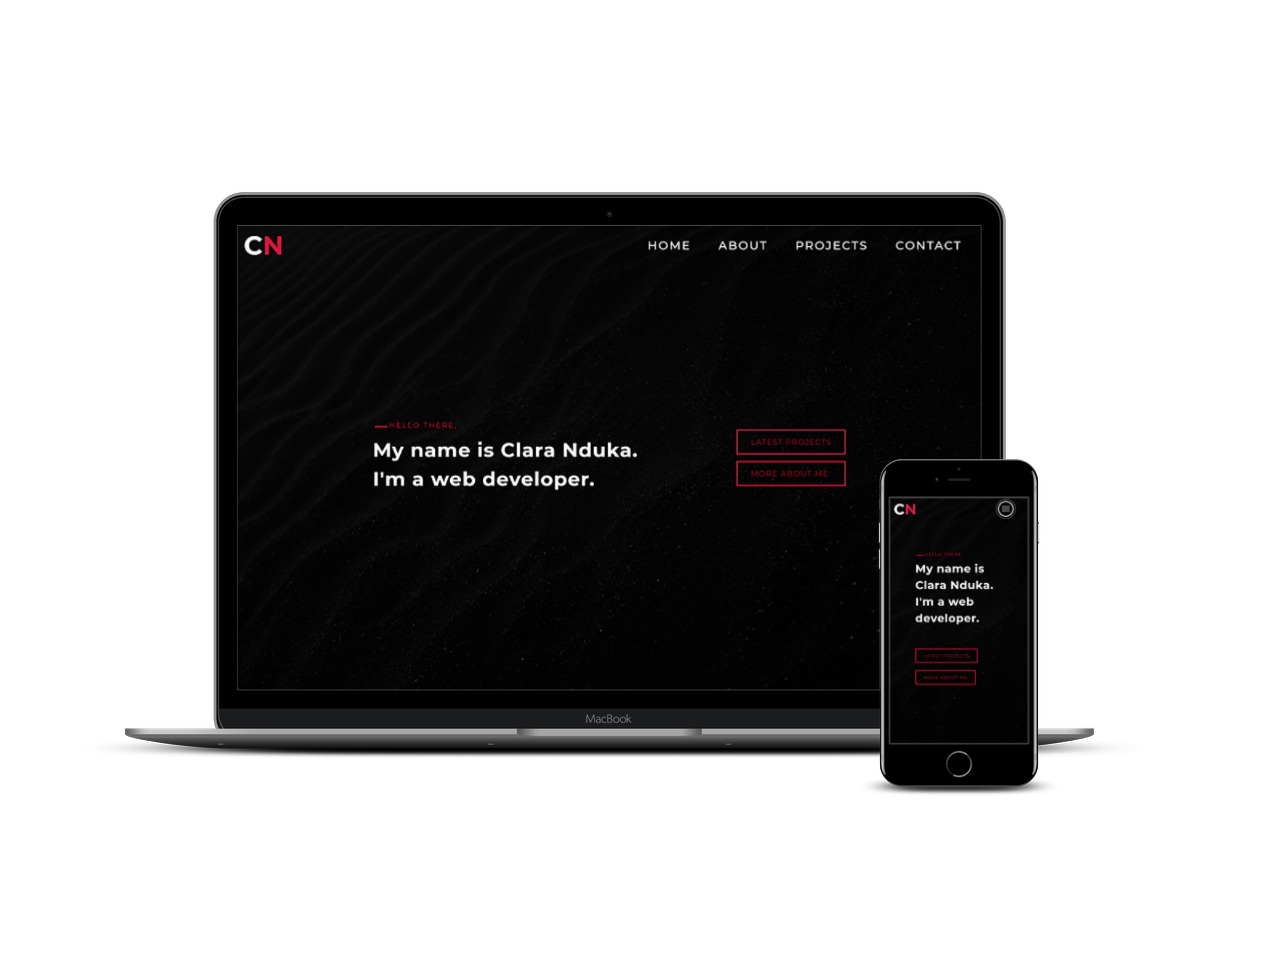 CN
HOME ABOUT PROJECTS CONTACT
HELLO THERE,
My name is Clara Nduka.
I'm a web developer.
LATEST PROJECTS
MORE ABOUT ME
MacBook
CN
HELLO THERE,
My name is
Clara Nduka.
I'm a web
developer.
LATEST PROJECTS
MORE ABOUT ME